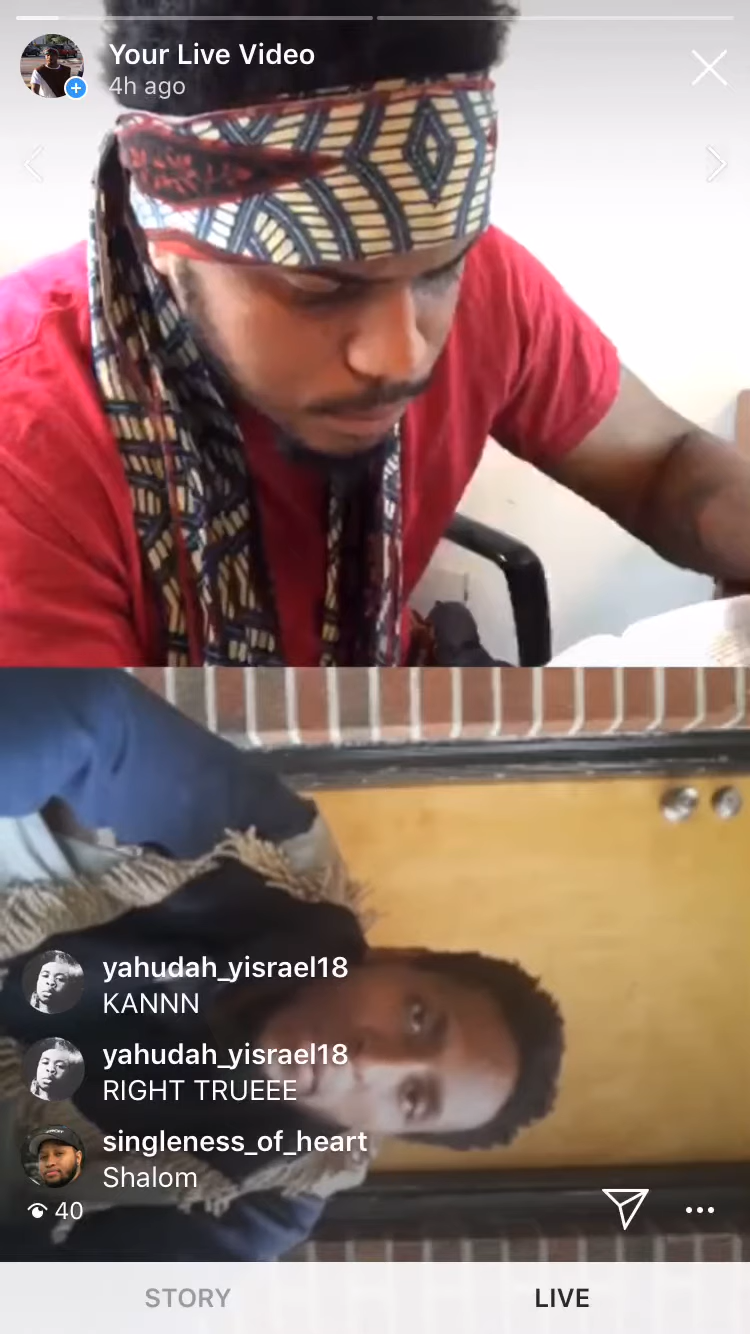 Your Live Video
4h ago
yahudah_yisrael18
KANNN
yahudah_yisrael18
RIGHT TRUEEE
singleness_of_heart
Shalom
40
STORY
LIVE